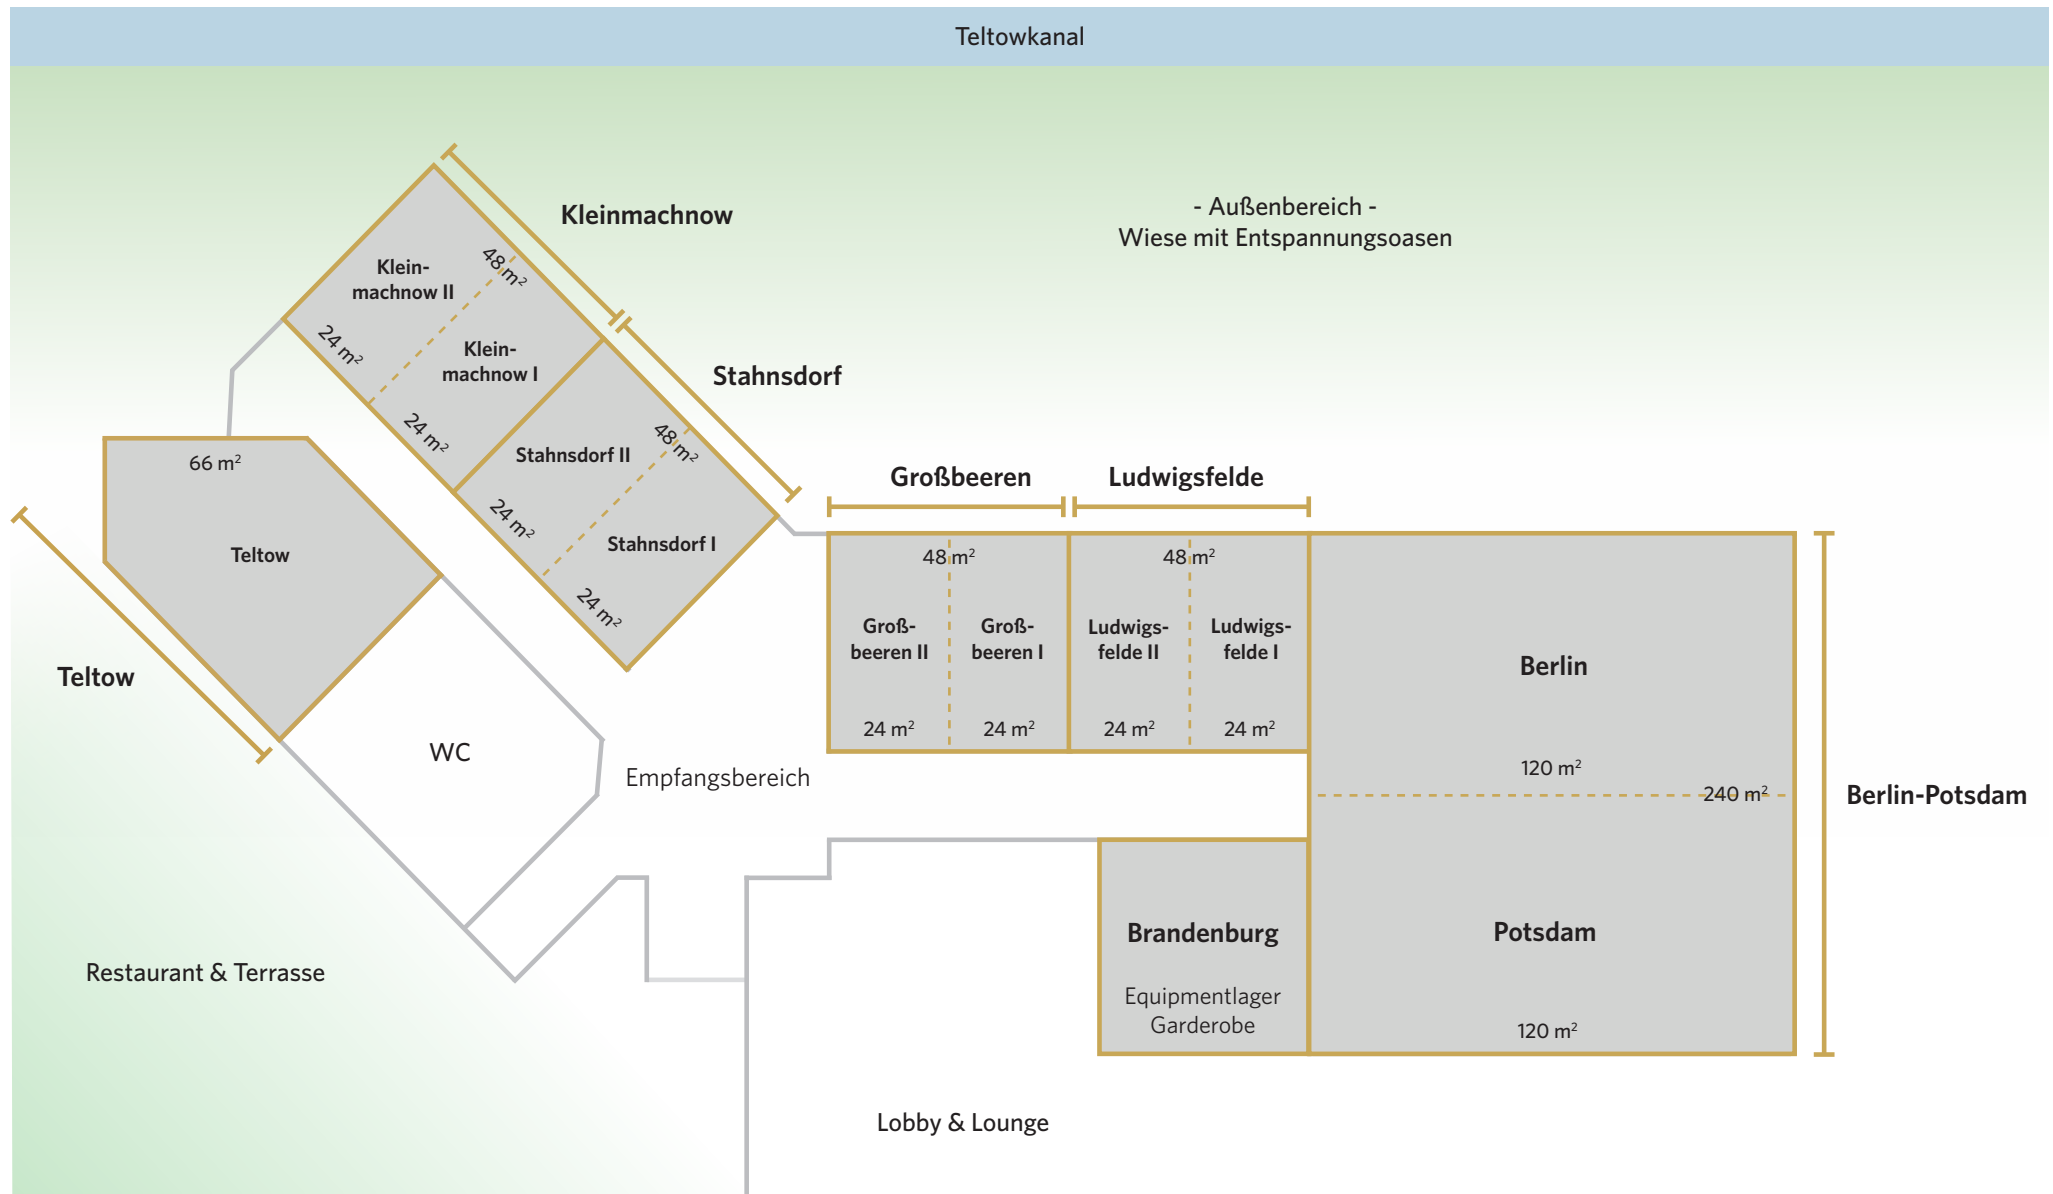 Teltowkanal
- Außenbereich -
Wiese mit Entspannungsoasen
Kleinmachnow
Klein-
machnow II
48 m²
24 m²
Klein-
machnow I
24 m²
Stahnsdorf
Stahnsdorf II
48 m²
24 m²
Stahnsdorf I
24 m²
66 m²
Teltow
Teltow
WC
Empfangsbereich
Großbeeren
Ludwigsfelde
48 m²
48 m²
Groß-
beeren II
Groß-
beeren I
Ludwigs-
felde II
Ludwigs-
felde I
24 m²
24 m²
24 m²
24 m²
Berlin
120 m²
240 m²
Berlin-Potsdam
Brandenburg
Equipmentlager
Garderobe
Potsdam
120 m²
Restaurant & Terrasse
Lobby & Lounge